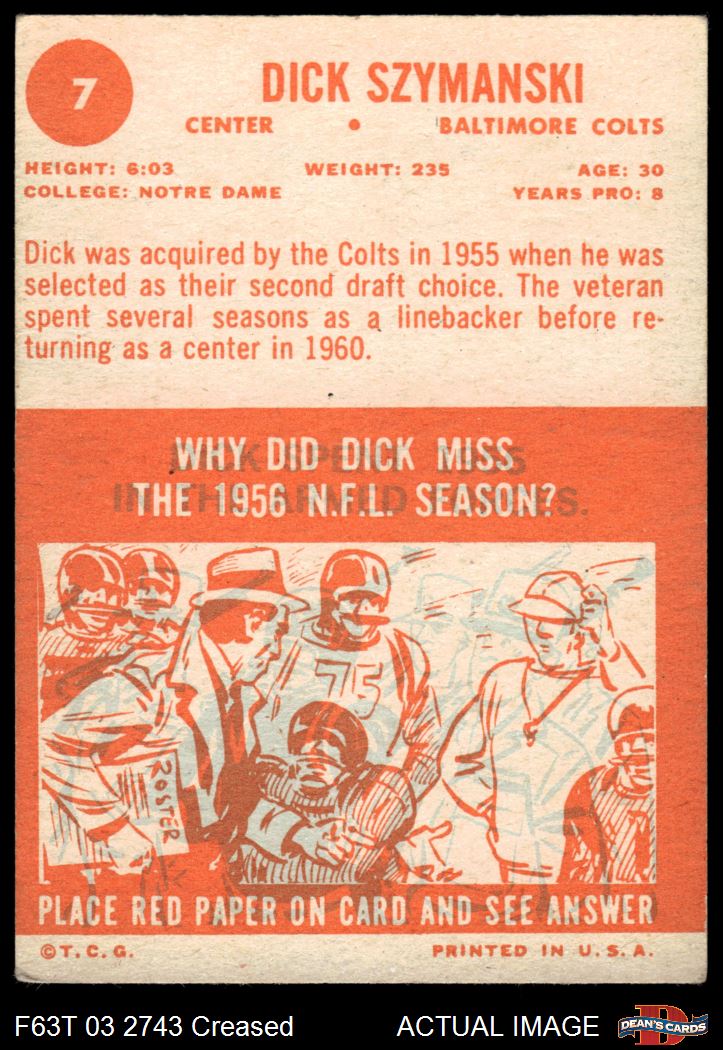 7
DICK SZYMANSKI
CENTER • BALTIMORE COLTS
HEIGHT: 6:03 WEIGHT: 235 AGE: 30
COLLEGE: NOTRE DAME YEARS PRO: 8
Dick was acquired by the Colts in 1955 when he was
selected as their second draft choice. The veteran
spent several seasons as a linebacker before re-
turning as a center in 1960.
WHY DID DICK MISS
THE 1956 N.F.L. SEASON?
75
ROSTER
PLACE RED PAPER ON CARD AND SEE ANSWER
©T.C.G. PRINTED IN U.S.A.
F63T 03 2743 Creased ACTUAL IMAGE
D
DEAN'S CARDS